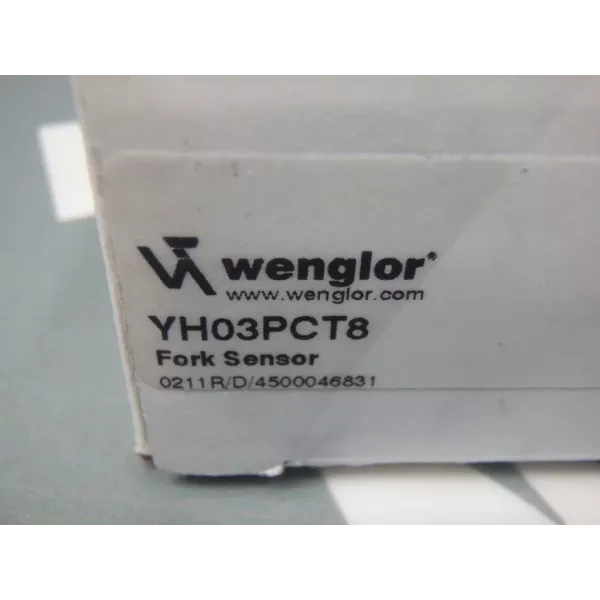 wenglor®
www.wenglor.com
YH03PCT8
Fork Sensor
0211R/D/4500046831